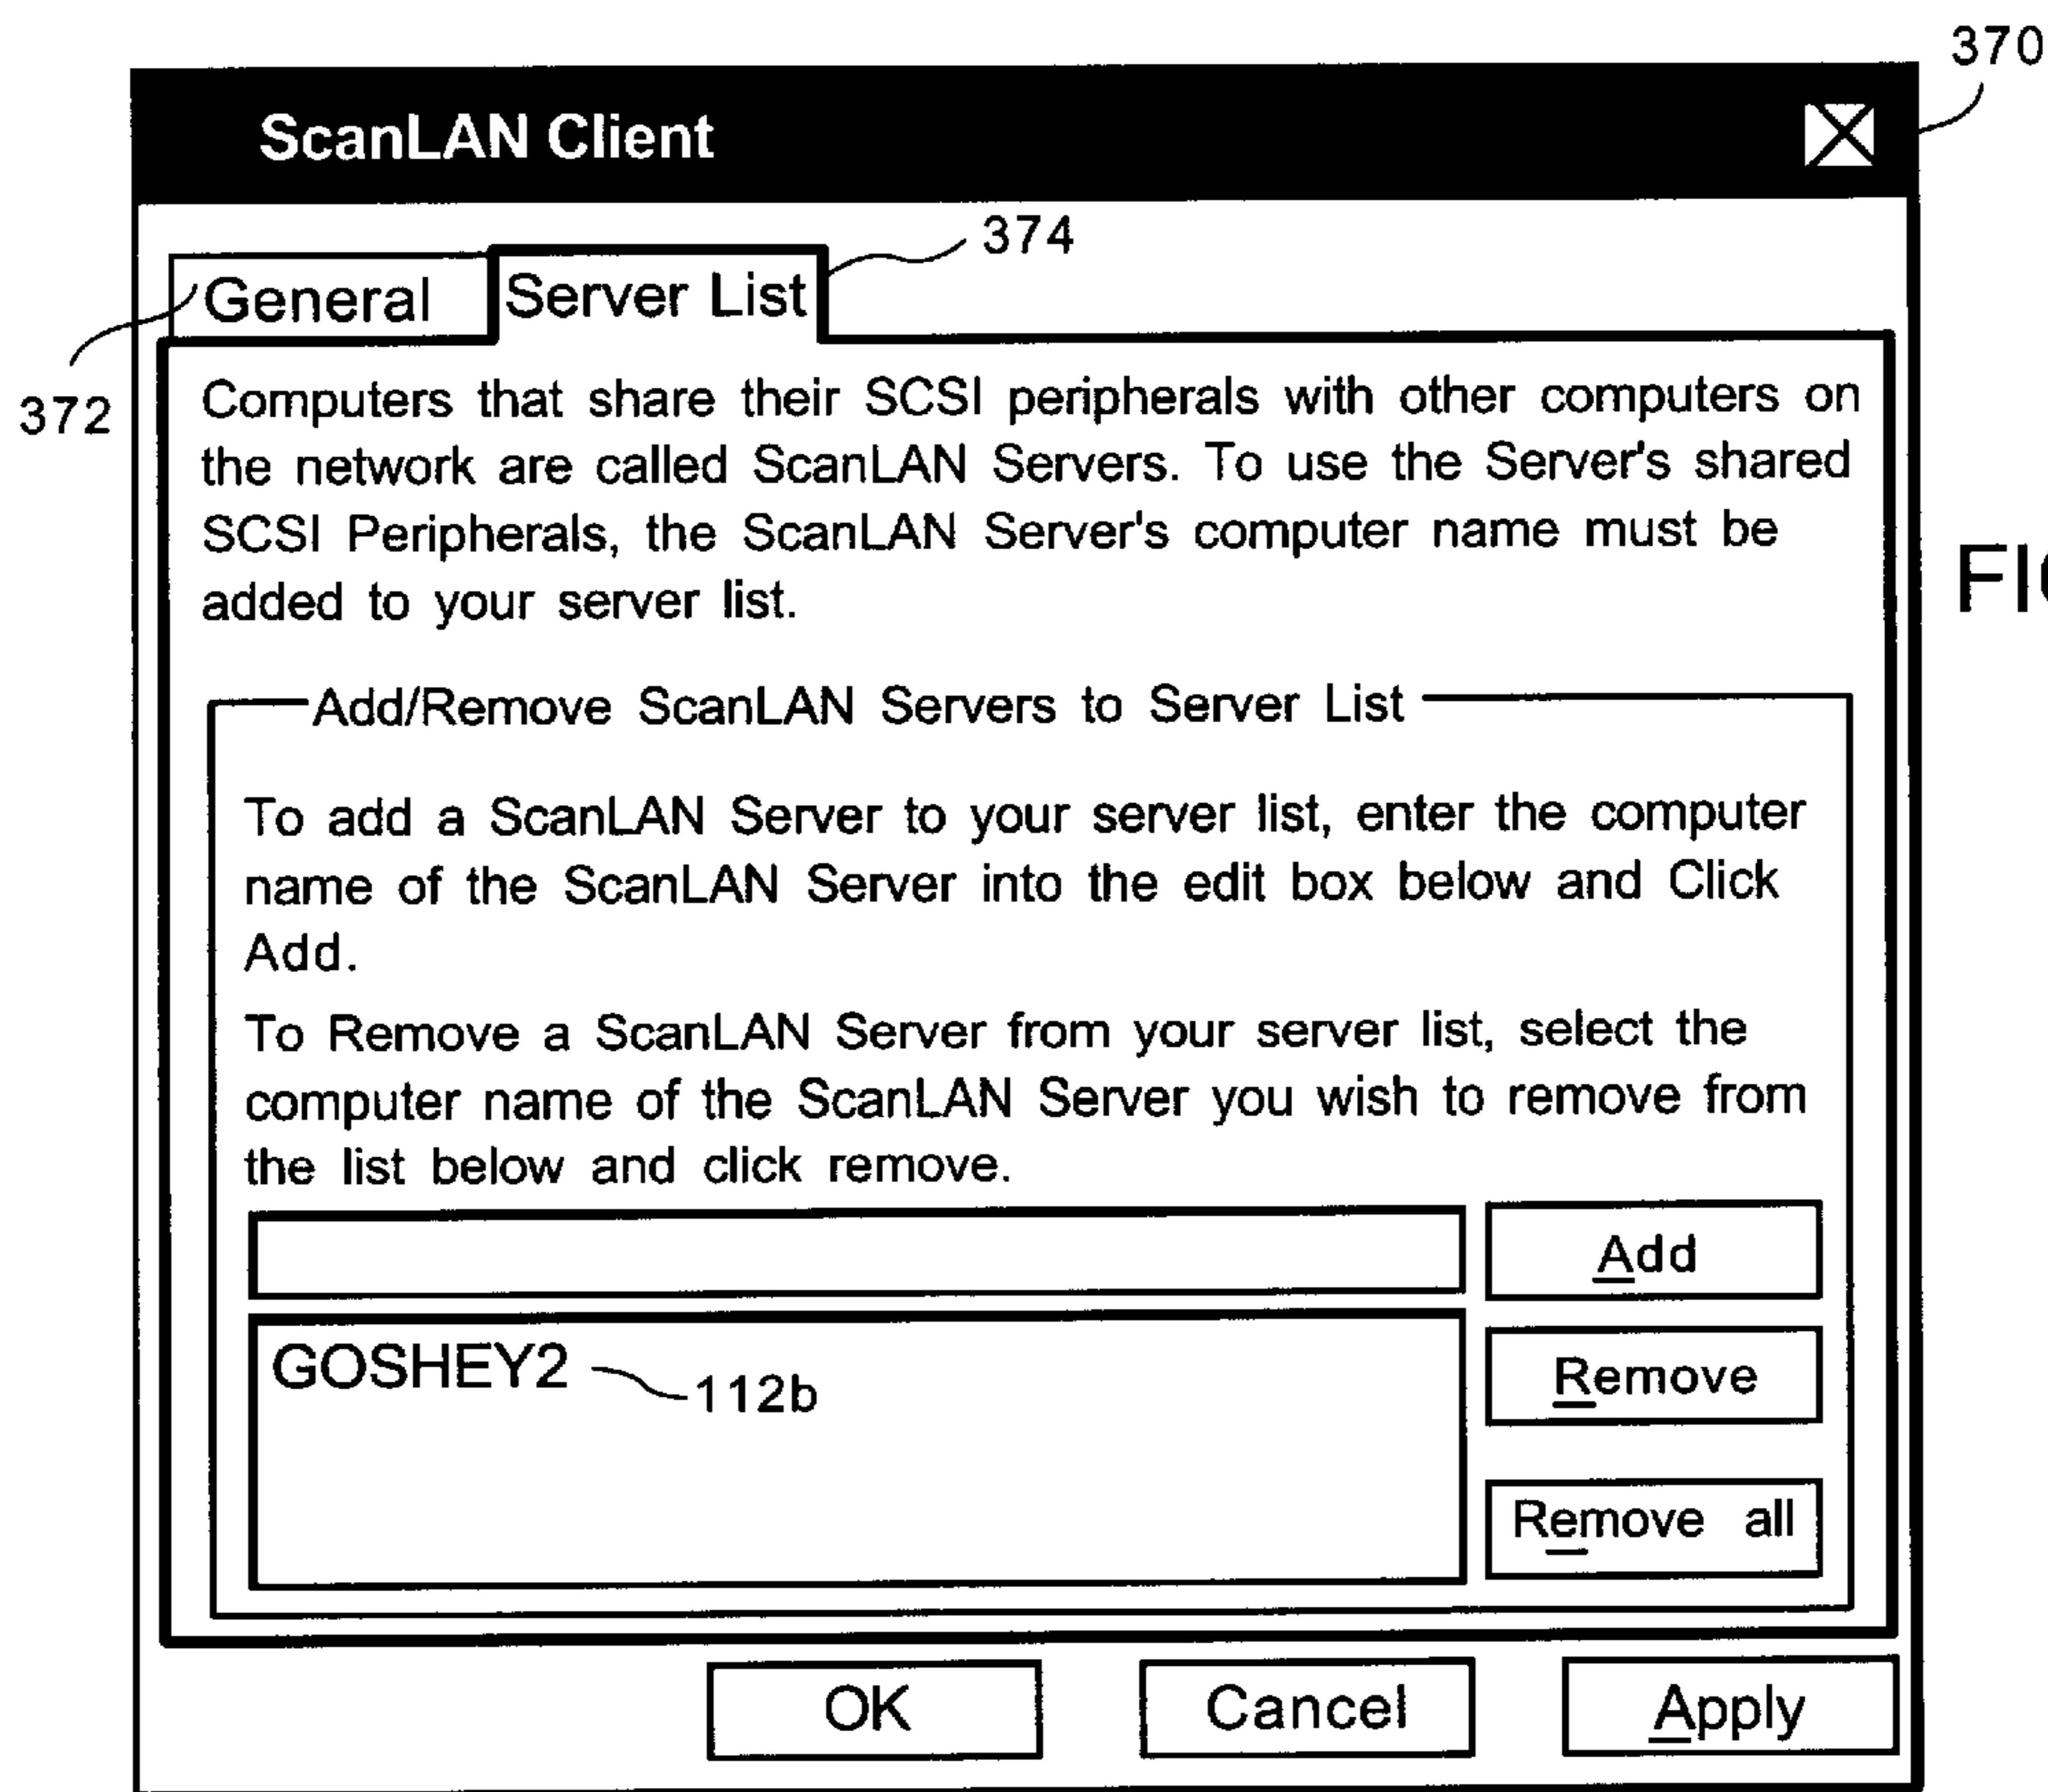 370
ScanLAN Client
374
General
Server List
372
Computers that share their SCSI peripherals with other computers on
the network are called ScanLAN Servers. To use the Server's shared
SCSI Peripherals, the ScanLAN Server's computer name must be
added to your server list.
Add/Remove ScanLAN Servers to Server List
To add a ScanLAN Server to your server list, enter the computer
name of the ScanLAN Server into the edit box below and Click
Add.
To Remove a ScanLAN Server from your server list, select the
computer name of the ScanLAN Server you wish to remove from
the list below and click remove.
Add
GOSHEY2
112b
Remove
Remove all
OK
Cancel
Apply